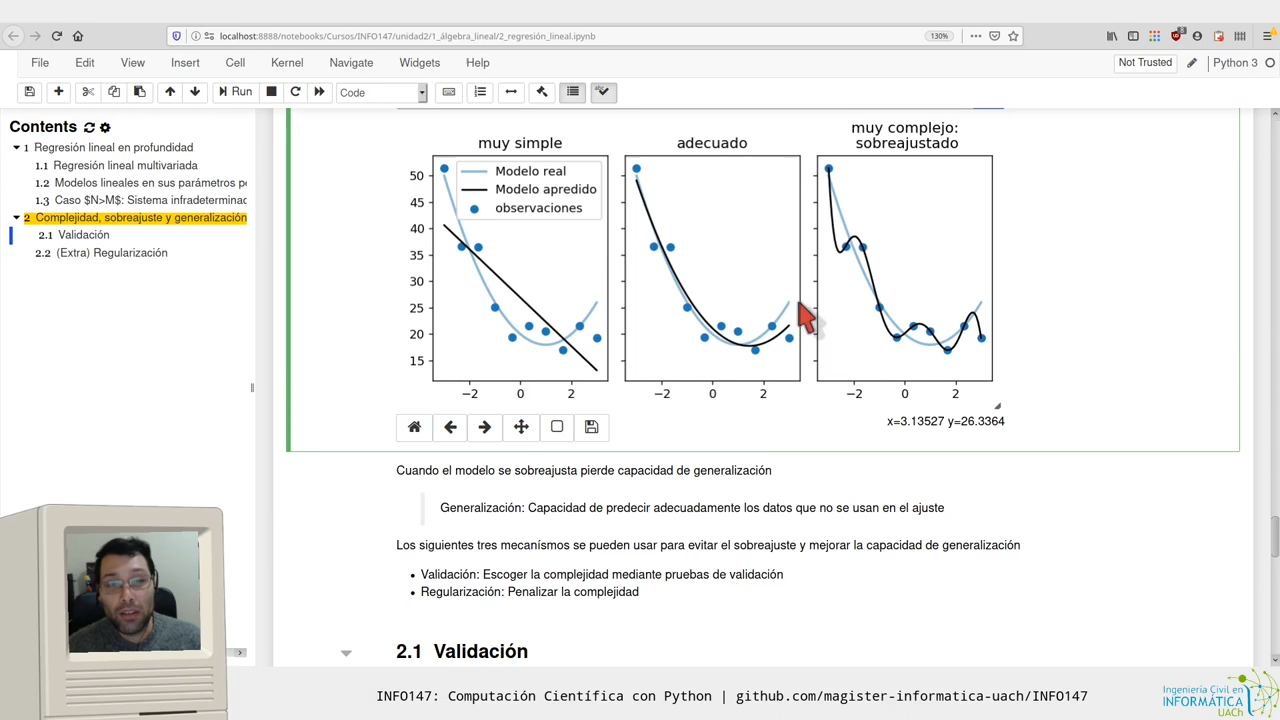 localhost:8888/notebooks/Cursos/INFO147/unidad2/1_álgebra_lineal/2_regresión_lineal.ipynb
130%
File Edit View Insert Cell Kernel Navigate Widgets Help
Not Trusted
Python 3
Run
Code
Contents
1 Regresión lineal en profundidad
1.1 Regresión lineal multivariada
1.2 Modelos lineales en sus parámetros p
1.3 Caso $N>M$: Sistema infradeterminad
2 Complejidad, sobreajuste y generalización
2.1 Validación
2.2 (Extra) Regularización
muy simple
adecuado
muy complejo:
sobreajustado
Modelo real
Modelo apredido
observaciones
50
45
40
35
30
25
20
15
−2 0 2
−2 0 2
−2 0 2
x=3.13527 y=26.3364
Cuando el modelo se sobreajusta pierde capacidad de generalización
Generalización: Capacidad de predecir adecuadamente los datos que no se usan en el ajuste
Los siguientes tres mecanísmos se pueden usar para evitar el sobreajuste y mejorar la capacidad de generalización
Validación: Escoger la complejidad mediante pruebas de validación
Regularización: Penalizar la complejidad
2.1 Validación
INFO147: Computación Científica con Python | github.com/magister-informatica-uach/INFO147
Ingeniería Civil en
INFORMÁTICA
UACh